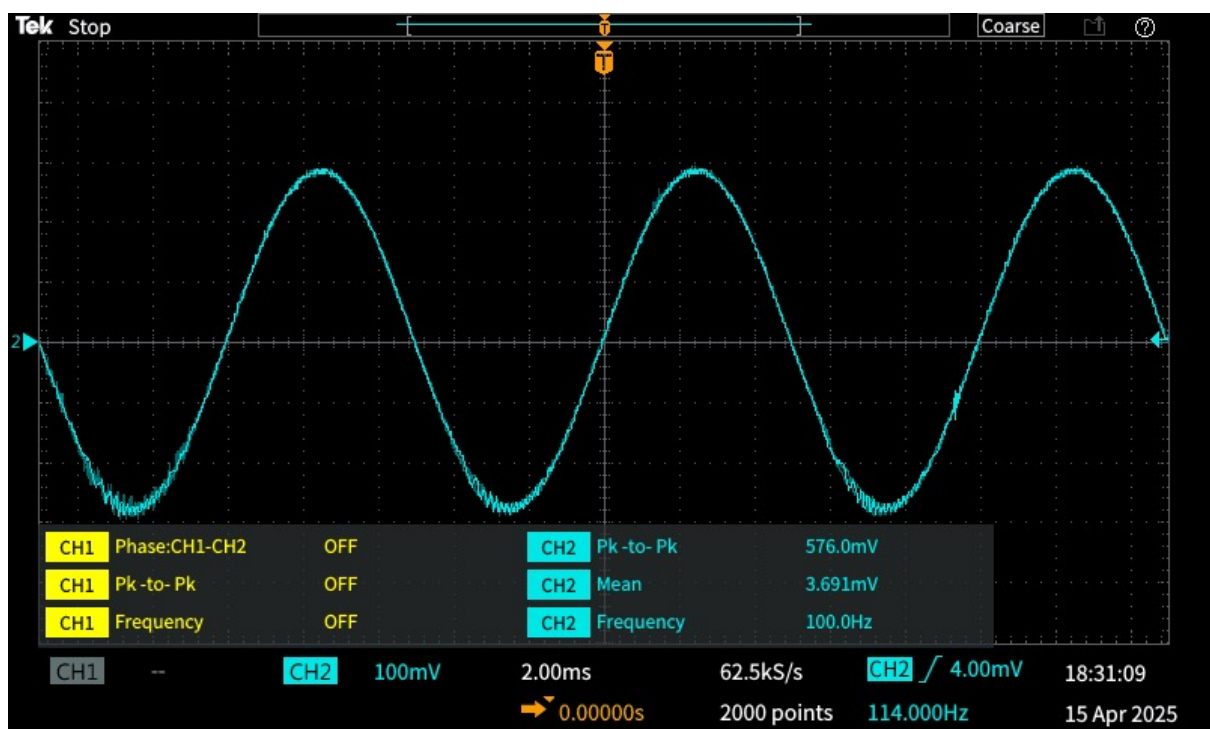 Tek Stop T Coarse ?
T
2
CH1 Phase:CH1-CH2 OFF CH2 Pk-to-Pk 576.0mV
CH1 Pk-to-Pk OFF CH2 Mean 3.691mV
CH1 Frequency OFF CH2 Frequency 100.0Hz
CH1 -- CH2 100mV 2.00ms 62.5kS/s CH2 4.00mV 18:31:09
0.00000s 2000 points 114.000Hz 15 Apr 2025